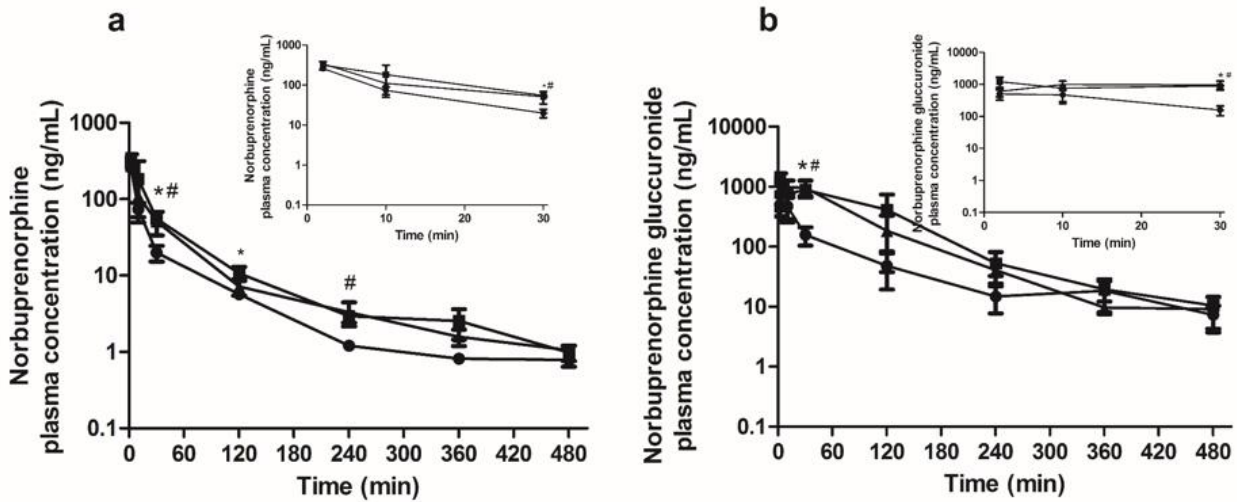 a
Norbuprenorphine
plasma concentration (ng/mL)
1000
100
10
1
0.1
0 60 120 180 240 300 360 420 480
Time (min)
*#
*
#
Norbuprenorphine
plasma concentration (ng/mL)
1000
100
10
1
0.1
0 10 20 30
Time (min)
*#
b
Norbuprenorphine gluccuronide
plasma concentration (ng/mL)
10000
1000
100
10
1
0.1
0 60 120 180 240 300 360 420 480
Time (min)
*#
Norbuprenorphine gluccuronide
plasma concentration (ng/mL)
10000
1000
100
10
1
0.1
0 10 20 30
Time (min)
*#